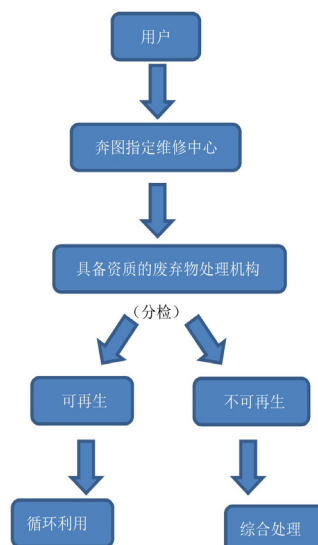 用户
奔图指定维修中心
具备资质的废弃物处理机构
（分检）
可再生
不可再生
循环利用
综合处理